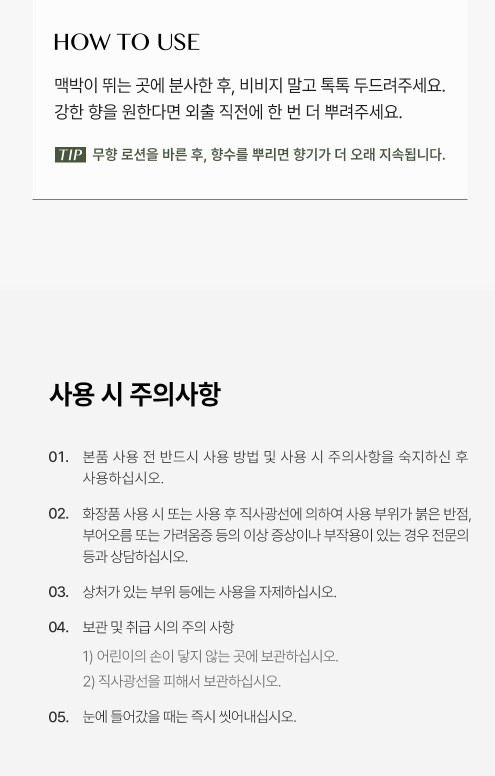 HOW TO USE
맥박이 뛰는 곳에 분사한 후, 비비지 말고 톡톡 두드려주세요.
강한 향을 원한다면 외출 직전에 한 번 더 뿌려주세요.
TIP 무향 로션을 바른 후, 향수를 뿌리면 향기가 더 오래 지속됩니다.
사용 시 주의사항
01. 본품 사용 전 반드시 사용 방법 및 사용 시 주의사항을 숙지하신 후
사용하십시오.
02. 화장품 사용 시 또는 사용 후 직사광선에 의하여 사용 부위가 붉은 반점,
부어오름 또는 가려움증 등의 이상 증상이나 부작용이 있는 경우 전문의
등과 상담하십시오.
03. 상처가 있는 부위 등에는 사용을 자제하십시오.
04. 보관 및 취급 시의 주의 사항
1) 어린이의 손이 닿지 않는 곳에 보관하십시오.
2) 직사광선을 피해서 보관하십시오.
05. 눈에 들어갔을 때는 즉시 씻어내십시오.